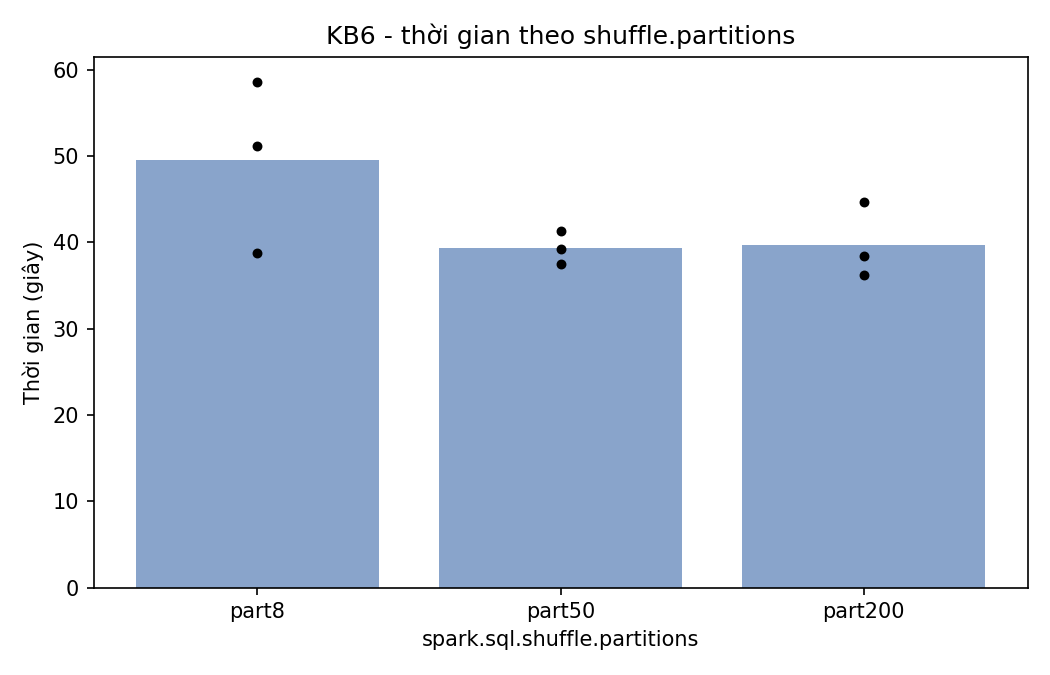 KB6 - thời gian theo shuffle.partitions
Thời gian (giây)
60
50
40
30
20
10
0
part8
part50
part200
spark.sql.shuffle.partitions